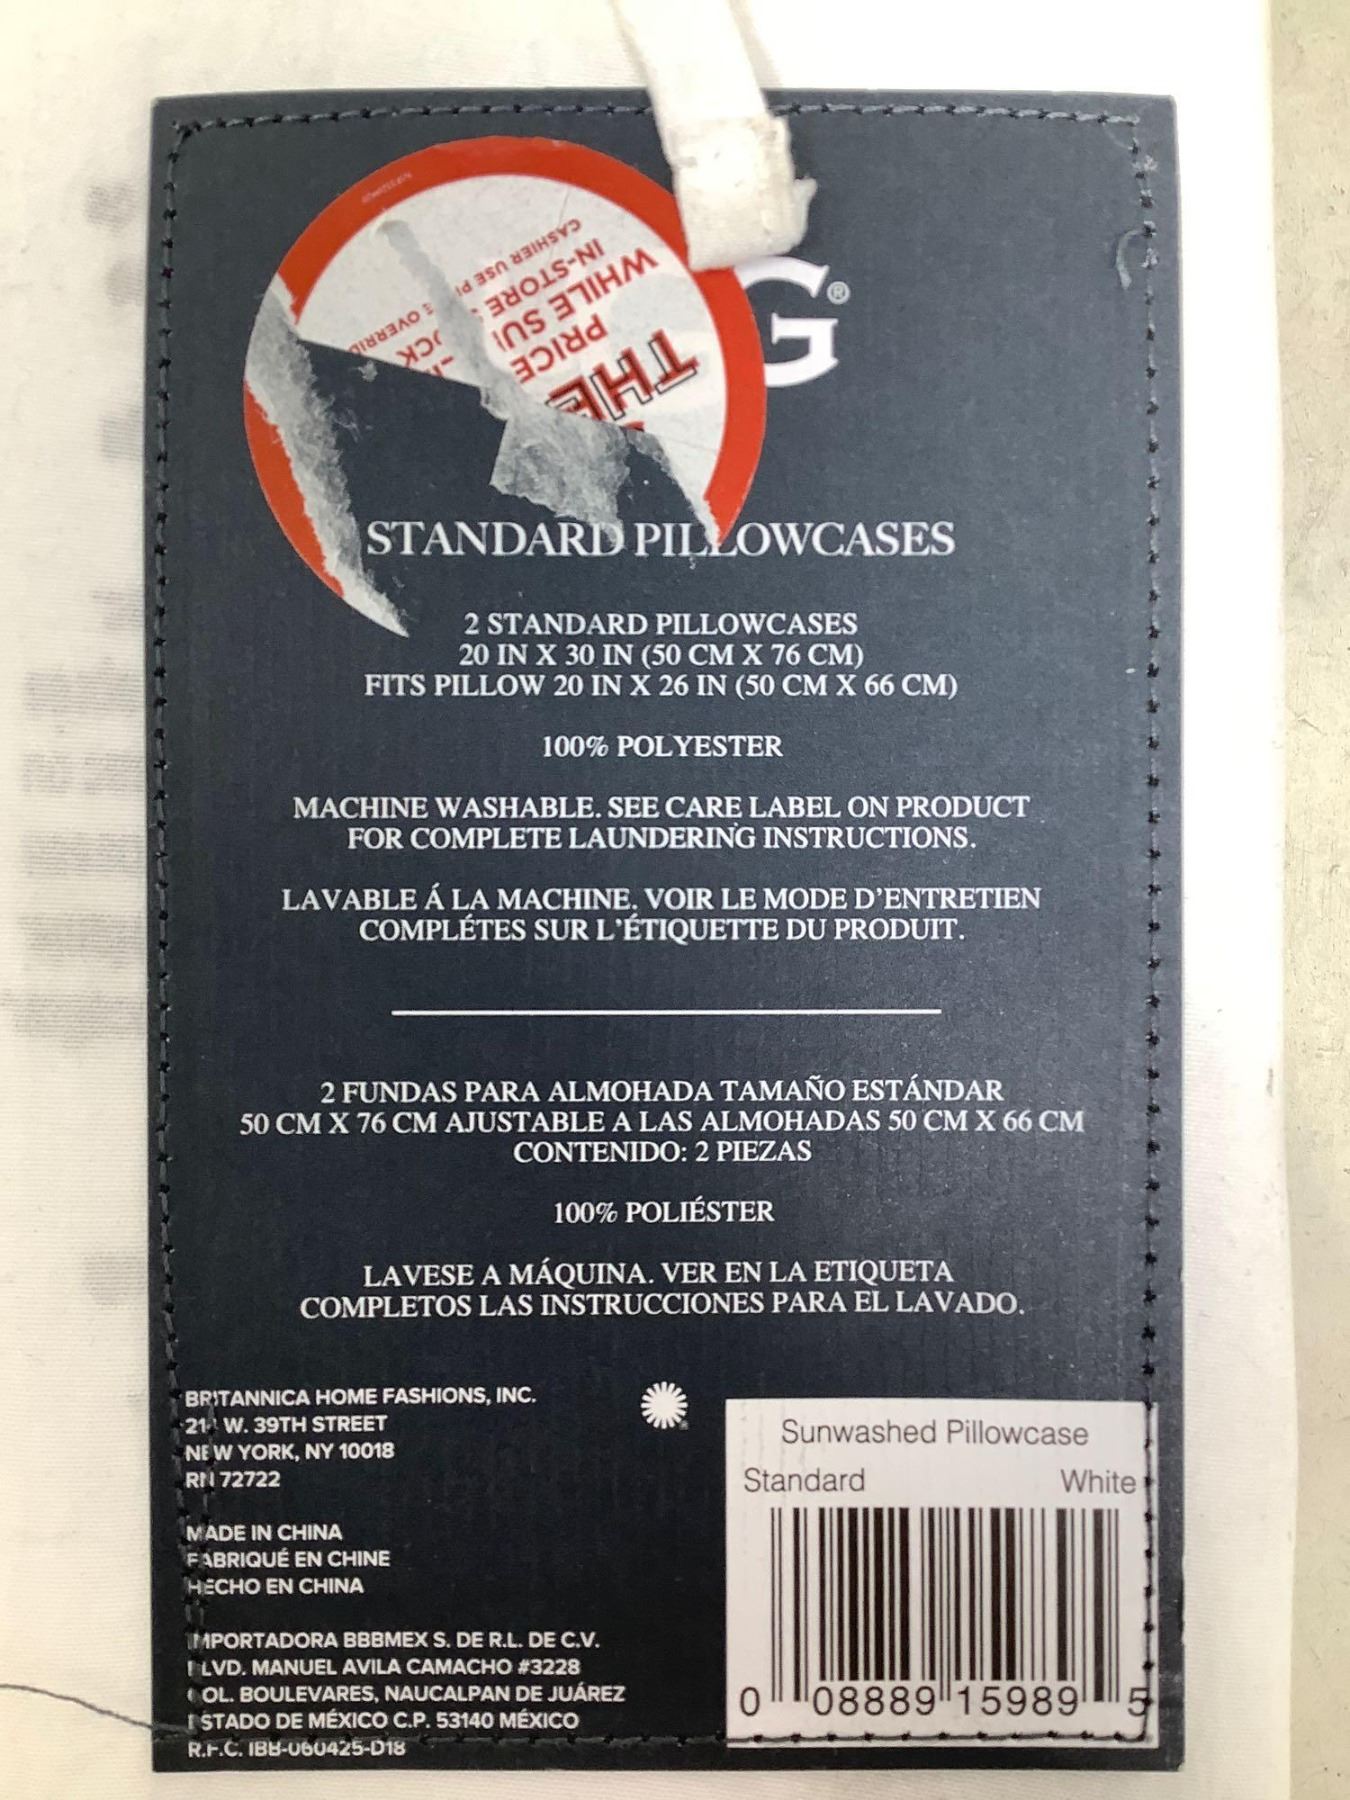 G®
THE
PRICE
WHILE
IN-STORE
CASHIER USE
STANDARD PILLOWCASES
2 STANDARD PILLOWCASES
20 IN X 30 IN (50 CM X 76 CM)
FITS PILLOW 20 IN X 26 IN (50 CM X 66 CM)
100% POLYESTER
MACHINE WASHABLE. SEE CARE LABEL ON PRODUCT
FOR COMPLETE LAUNDERING INSTRUCTIONS.
LAVABLE Á LA MACHINE. VOIR LE MODE D'ENTRETIEN
COMPLÉTES SUR L'ÉTIQUETTE DU PRODUIT.
2 FUNDAS PARA ALMOHADA TAMAÑO ESTÁNDAR
50 CM X 76 CM AJUSTABLE A LAS ALMOHADAS 50 CM X 66 CM
CONTENIDO: 2 PIEZAS
100% POLIÉSTER
LAVESE A MÁQUINA. VER EN LA ETIQUETA
COMPLETOS LAS INSTRUCCIONES PARA EL LAVADO.
BRITANNICA HOME FASHIONS, INC.
W. 39TH STREET
NEW YORK, NY 10018
RN 72722
MADE IN CHINA
FABRIQUÉ EN CHINE
HECHO EN CHINA
IMPORTADORA BBBMEX S. DE R.L. DE C.V.
BLVD. MANUEL AVILA CAMACHO #3228
COL. BOULEVARES, NAUCALPAN DE JUÁREZ
ESTADO DE MÉXICO C.P. 53140 MÉXICO
R.F.C. IBB-060425-D18
Sunwashed Pillowcase
Standard White
0 08889 15989 5